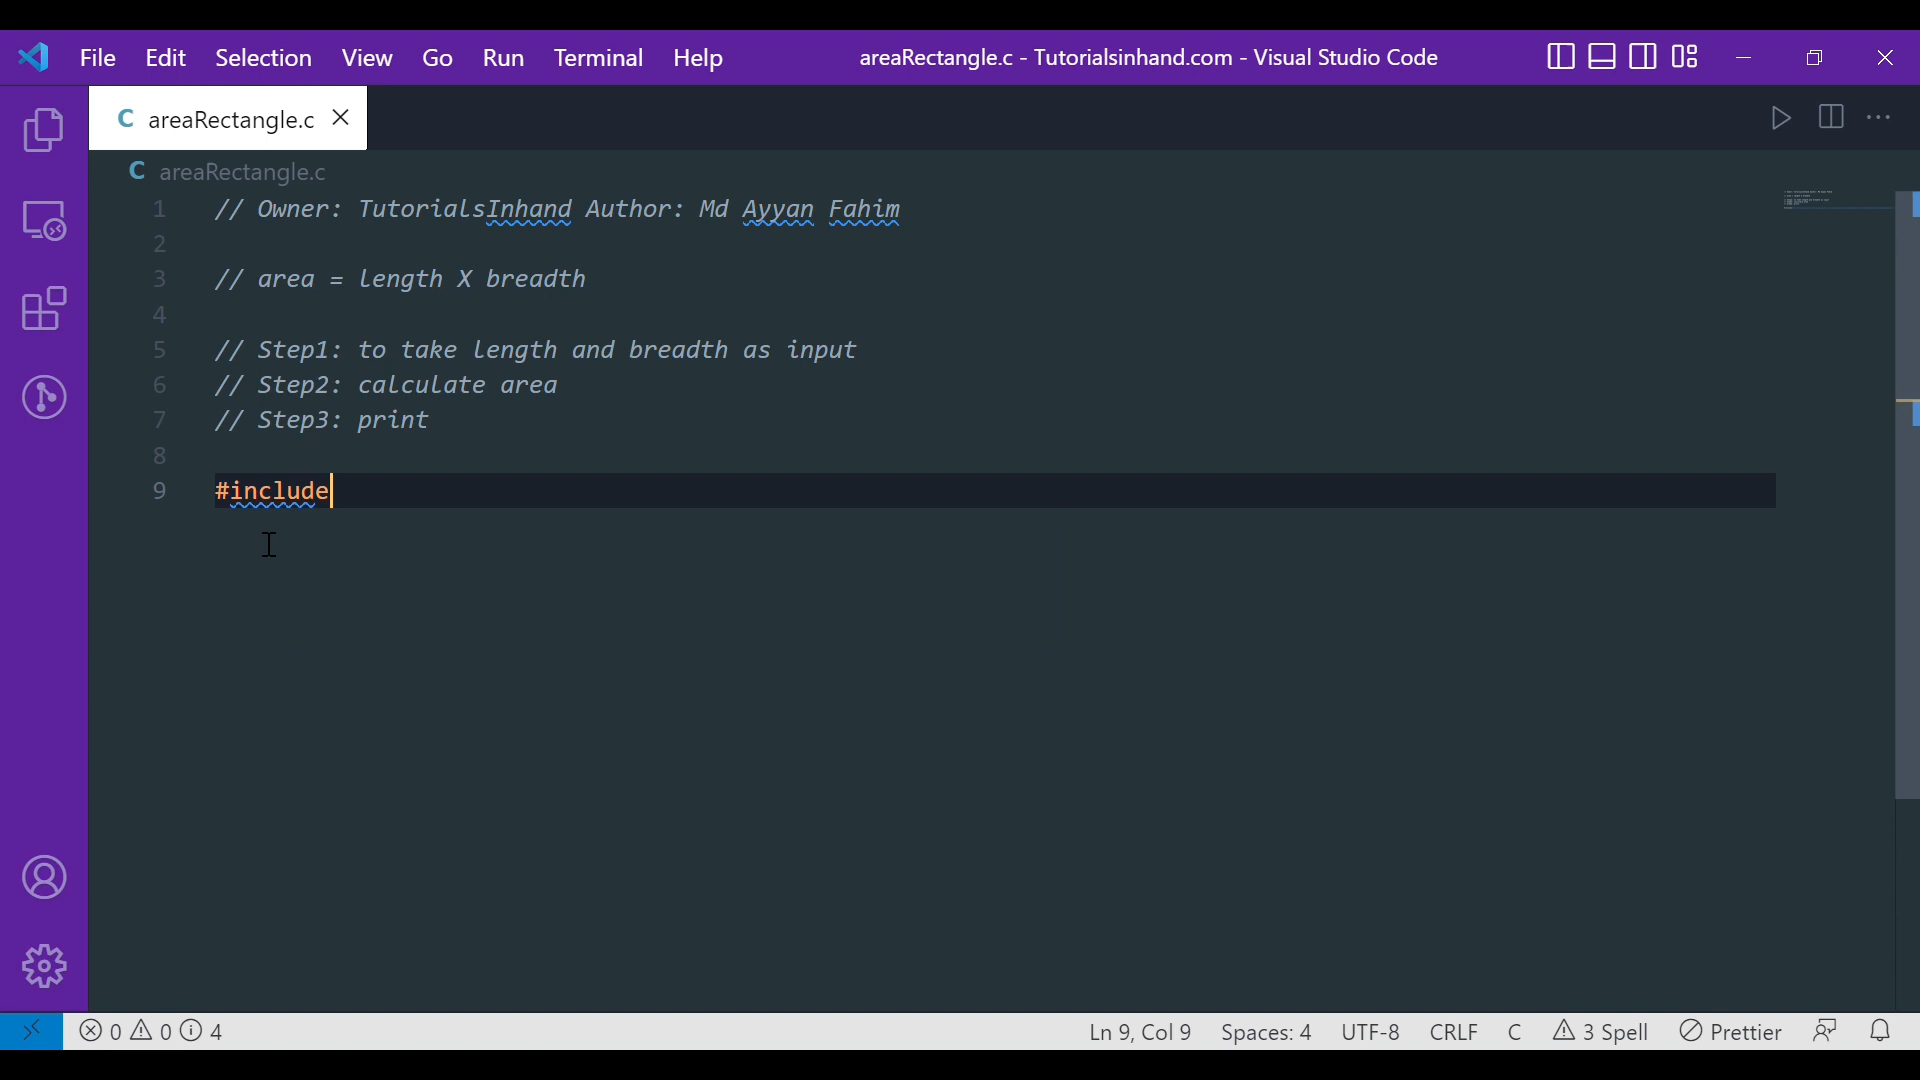 File Edit Selection View Go Run Terminal Help areaRectangle.c - Tutorialsinhand.com - Visual Studio Code
C areaRectangle.c
C areaRectangle.c
1 // Owner: TutorialsInhand Author: Md Ayyan Fahim
2
3 // area = length X breadth
4
5 // Step1: to take length and breadth as input
6 // Step2: calculate area
7 // Step3: print
8
9 #include
0 0 4 Ln 9, Col 9 Spaces: 4 UTF-8 CRLF C 3 Spell Prettier